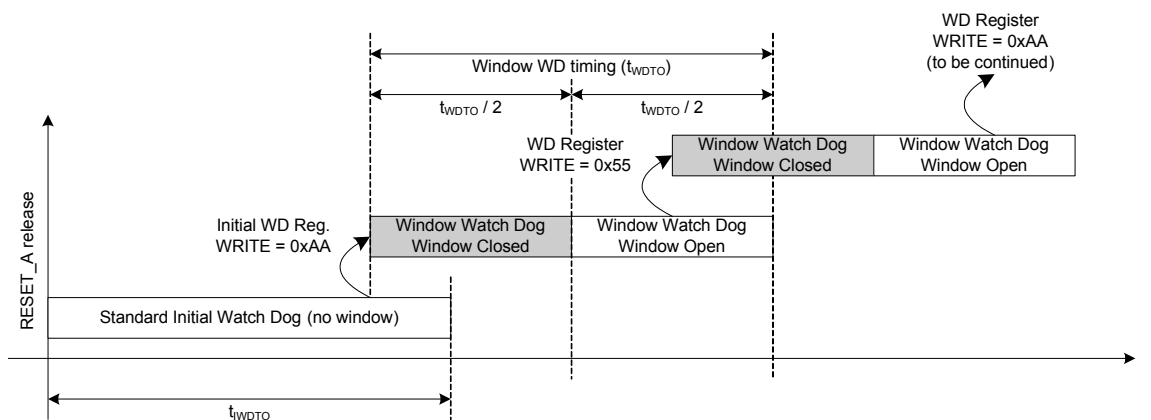 WD Register
WRITE = 0xAA
(to be continued)
Window WD timing (tWDTO)
tWDTO / 2
tWDTO / 2
WD Register
WRITE = 0x55
Window Watch Dog
Window Closed
Window Watch Dog
Window Open
Initial WD Reg.
WRITE = 0xAA
Window Watch Dog
Window Closed
Window Watch Dog
Window Open
RESET_A release
Standard Initial Watch Dog (no window)
tIWDTO